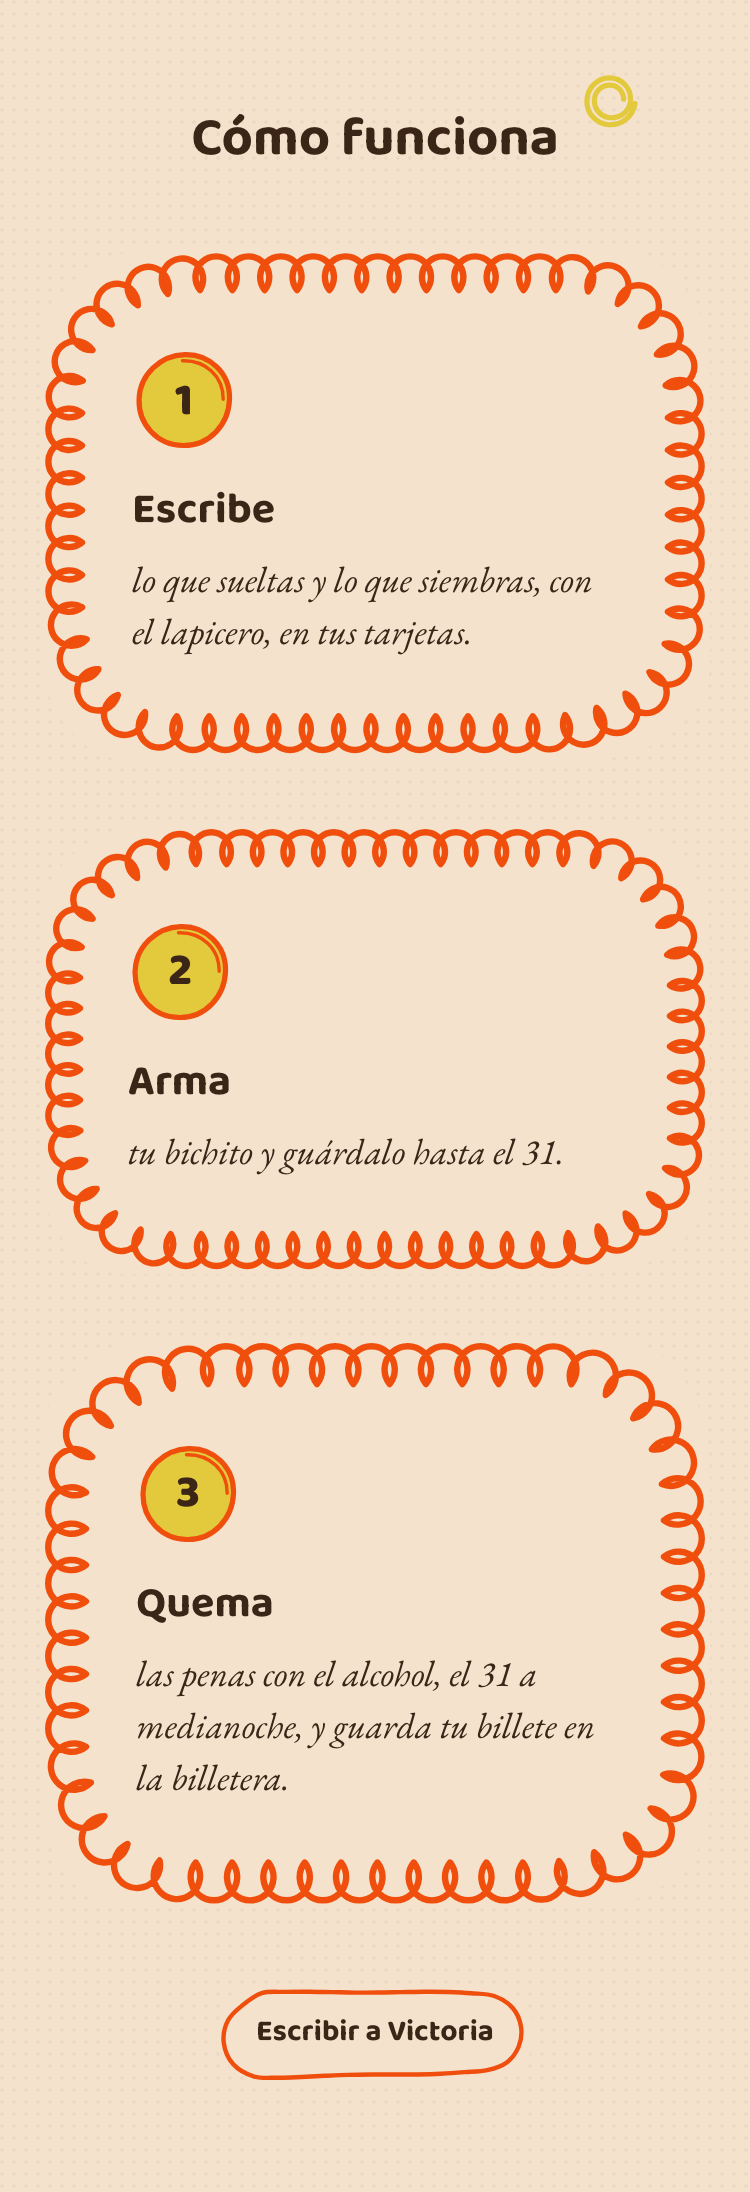 Cómo funciona
1
Escribe
lo que sueltas y lo que siembras, con
el lapicero, en tus tarjetas.
2
Arma
tu bichito y guárdalo hasta el 31.
3
Quema
las penas con el alcohol, el 31 a
medianoche, y guarda tu billete en
la billetera.
Escribir a Victoria